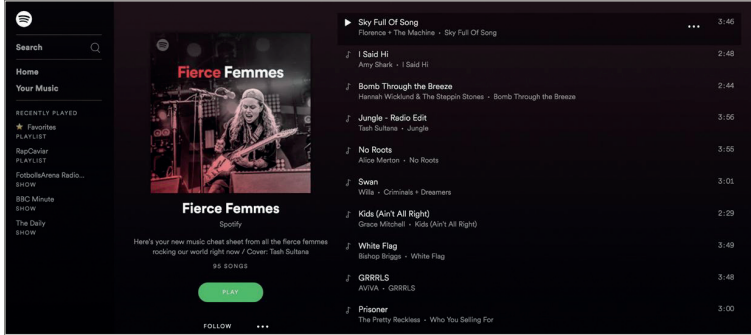 Search
Home
Your Music
RECENTLY PLAYED
Favorites
PLAYLIST
RapCaviar
PLAYLIST
FotbollsArena Radio...
SHOW
BBC Minute
SHOW
The Daily
SHOW
Fierce Femmes
Fierce Femmes
Spotify
Here's your new music cheat sheet from all the fierce femmes
rocking our world right now / Cover: Tash Sultana
95 SONGS
PLAY
FOLLOW •••
Sky Full Of Song ••• 3:46
Florence + The Machine • Sky Full Of Song
I Said Hi 2:48
Amy Shark • I Said Hi
Bomb Through the Breeze 2:44
Hannah Wicklund & The Steppin Stones • Bomb Through the Breeze
Jungle - Radio Edit 3:56
Tash Sultana • Jungle
No Roots 3:55
Alice Merton • No Roots
Swan 3:01
Willa • Criminals + Dreamers
Kids (Ain't All Right) 2:29
Grace Mitchell • Kids (Ain't All Right)
White Flag 3:49
Bishop Briggs • White Flag
GRRRLS 3:48
AViVA • GRRRLS
Prisoner 3:00
The Pretty Reckless • Who You Selling For